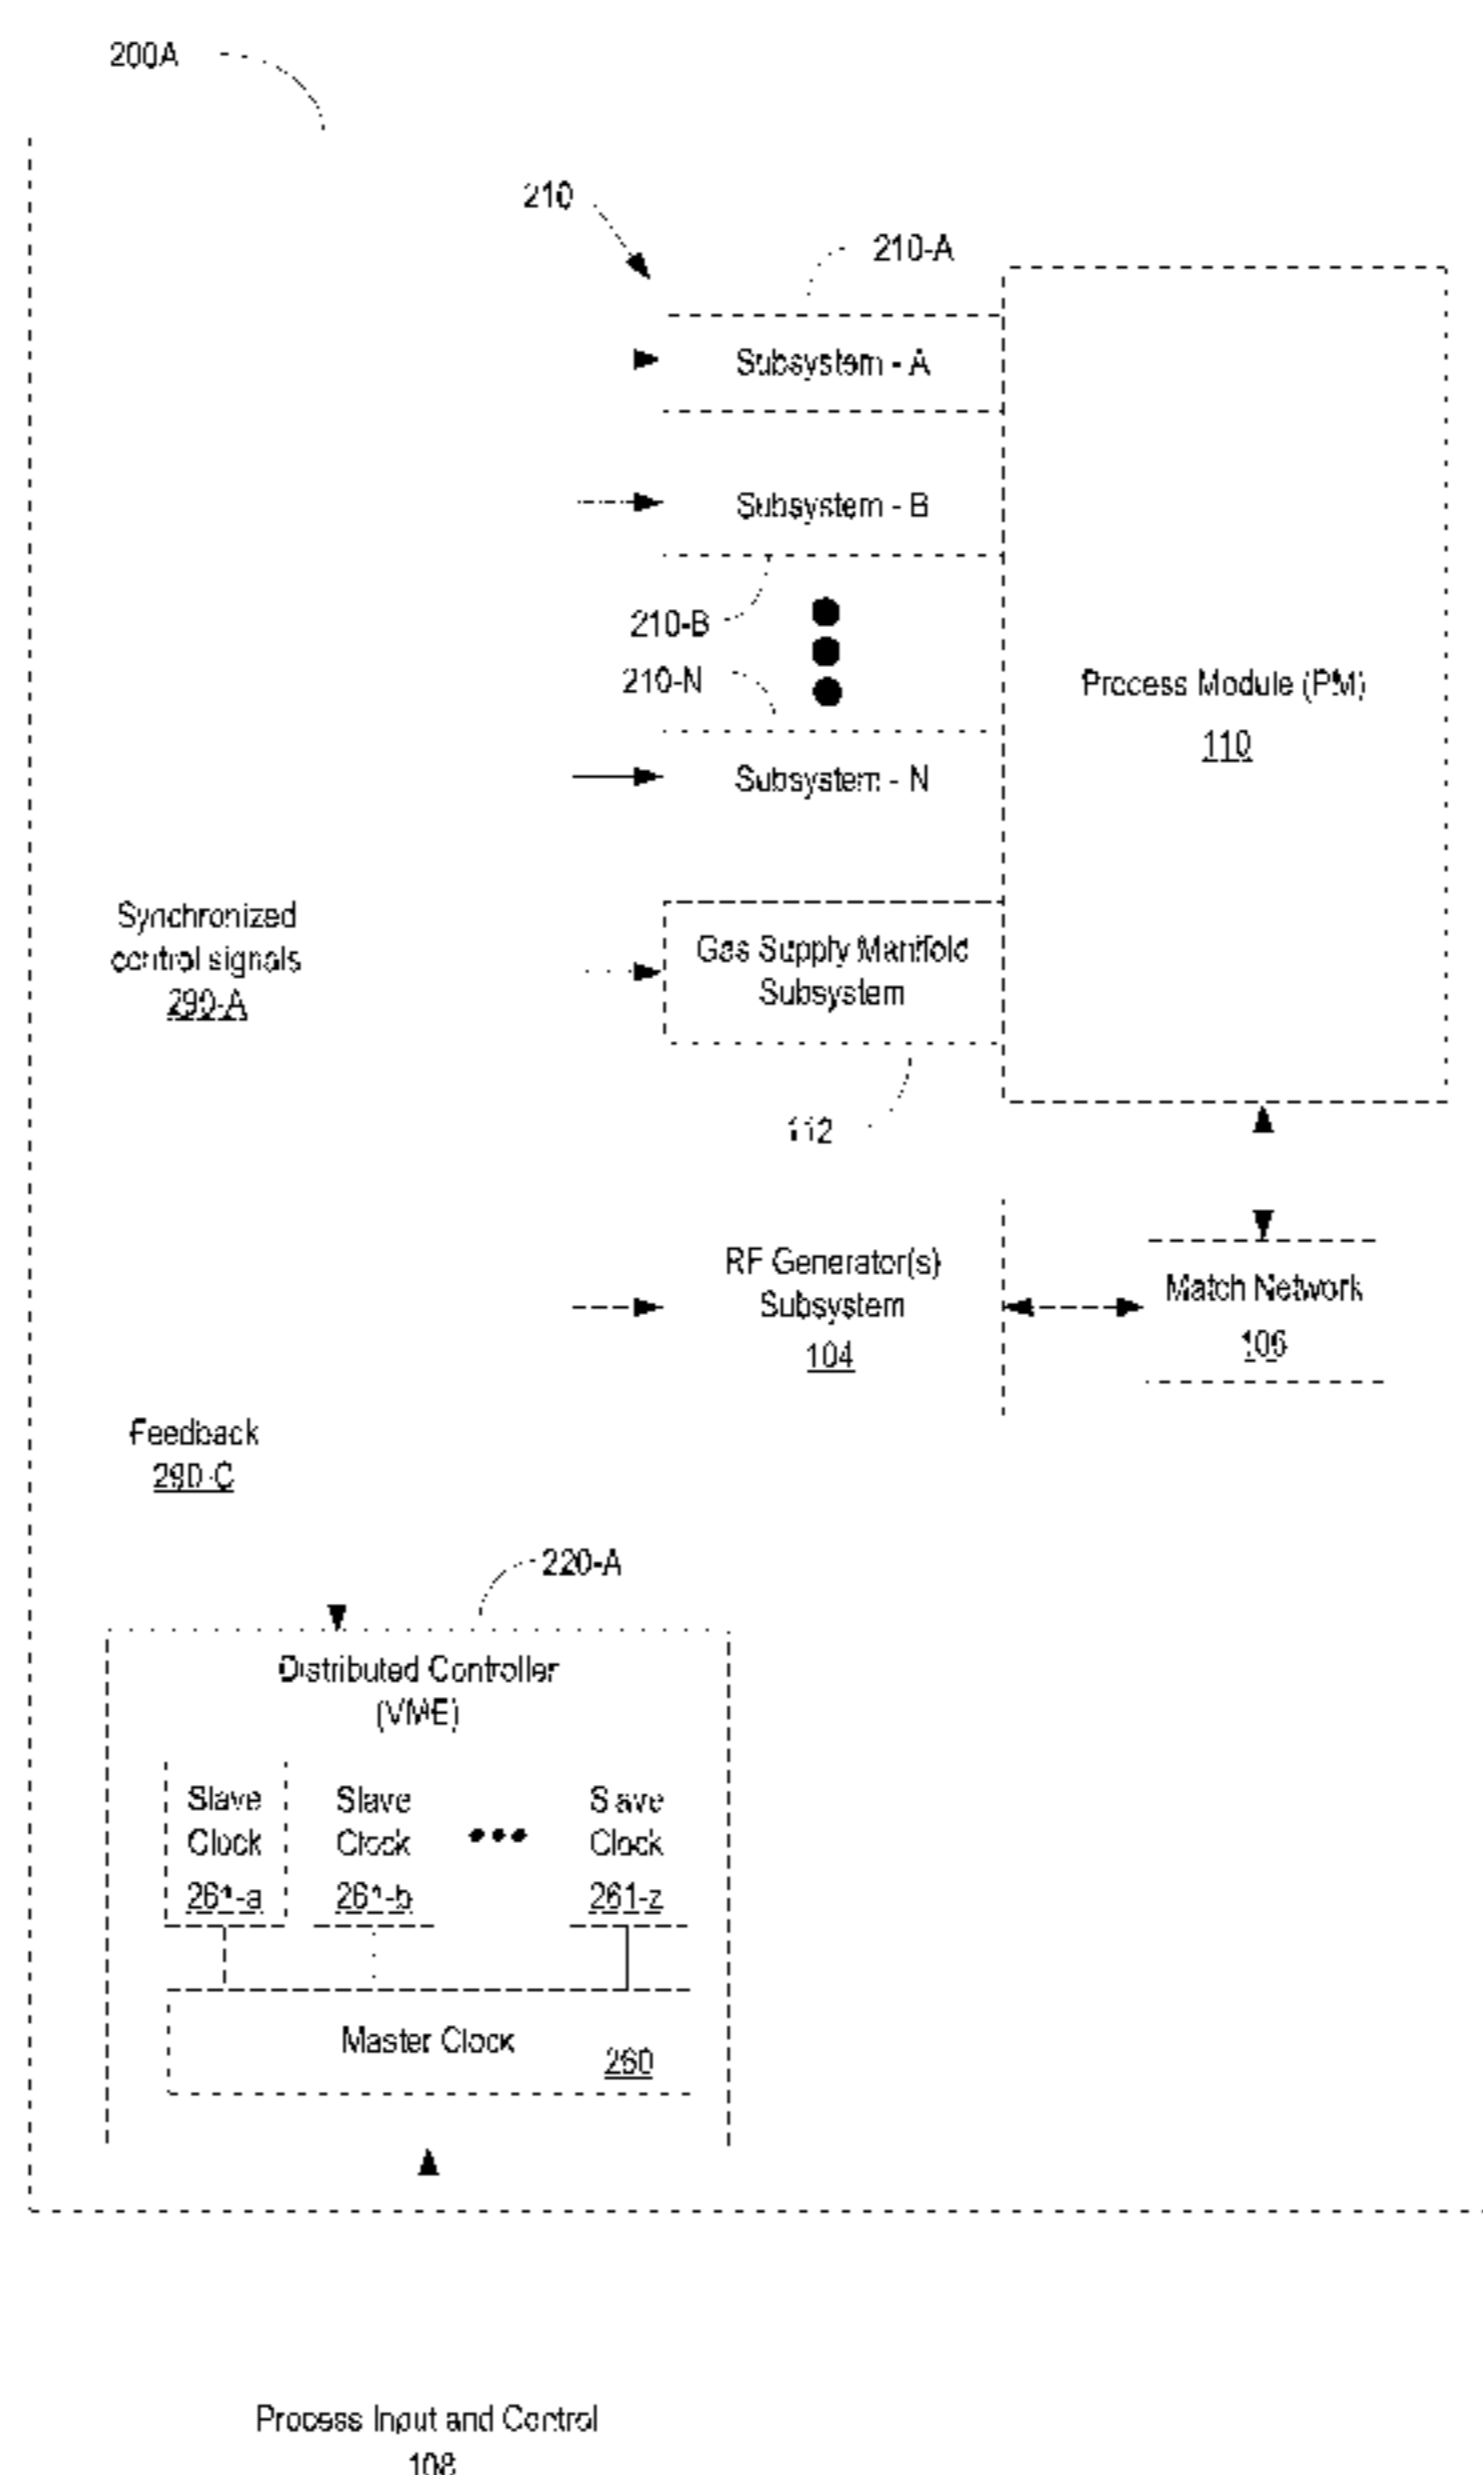 200A
210
210-A
Subsystem - A
Subsystem - B
210-B
210-N
Subsystem - N
Process Module (PM)
110
Synchronized
control signals
290-A
Gas Supply Manifold
Subsystem
112
RF Generator(s)
Subsystem
104
Match Network
106
Feedback
290-C
220-A
Distributed Controller
(VME)
Slave
Clock
261-a
Slave
Clock
261-b
Slave
Clock
261-z
Master Clock
260
Process Input and Control
108